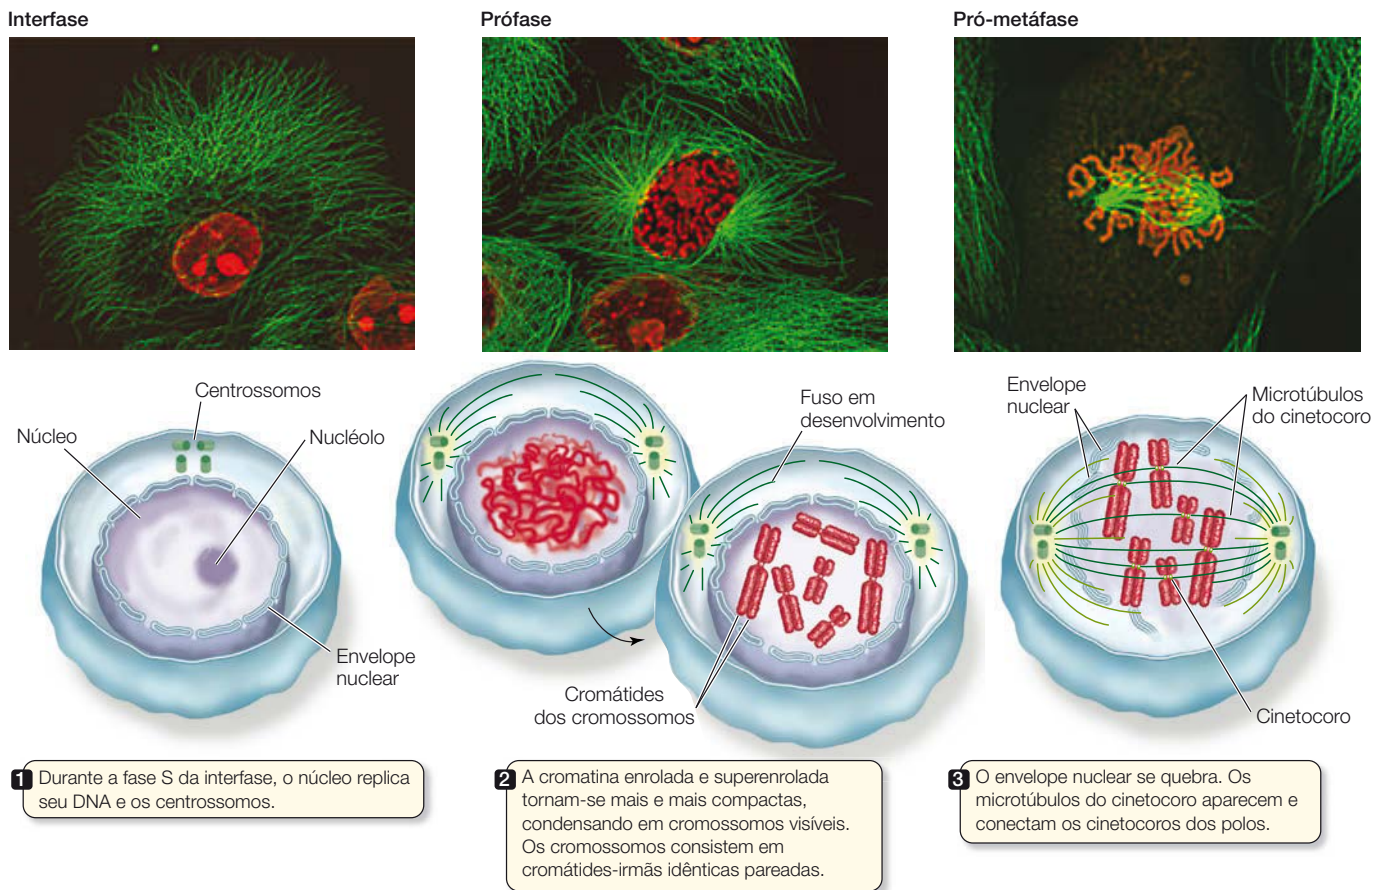 Interfase
Prófase
Pró-metáfase
Centrossomos
Núcleo
Nucléolo
Envelope
nuclear
Fuso em
desenvolvimento
Cromátides
dos cromossomos
Envelope
nuclear
Microtúbulos
do cinetocoro
Cinetocoro
1 Durante a fase S da interfase, o núcleo replica
seu DNA e os centrossomos.
2 A cromatina enrolada e superenrolada
tornam-se mais e mais compactas,
condensando em cromossomos visíveis.
Os cromossomos consistem em
cromátides-irmãs idênticas pareadas.
3 O envelope nuclear se quebra. Os
microtúbulos do cinetocoro aparecem e
conectam os cinetocoros dos polos.